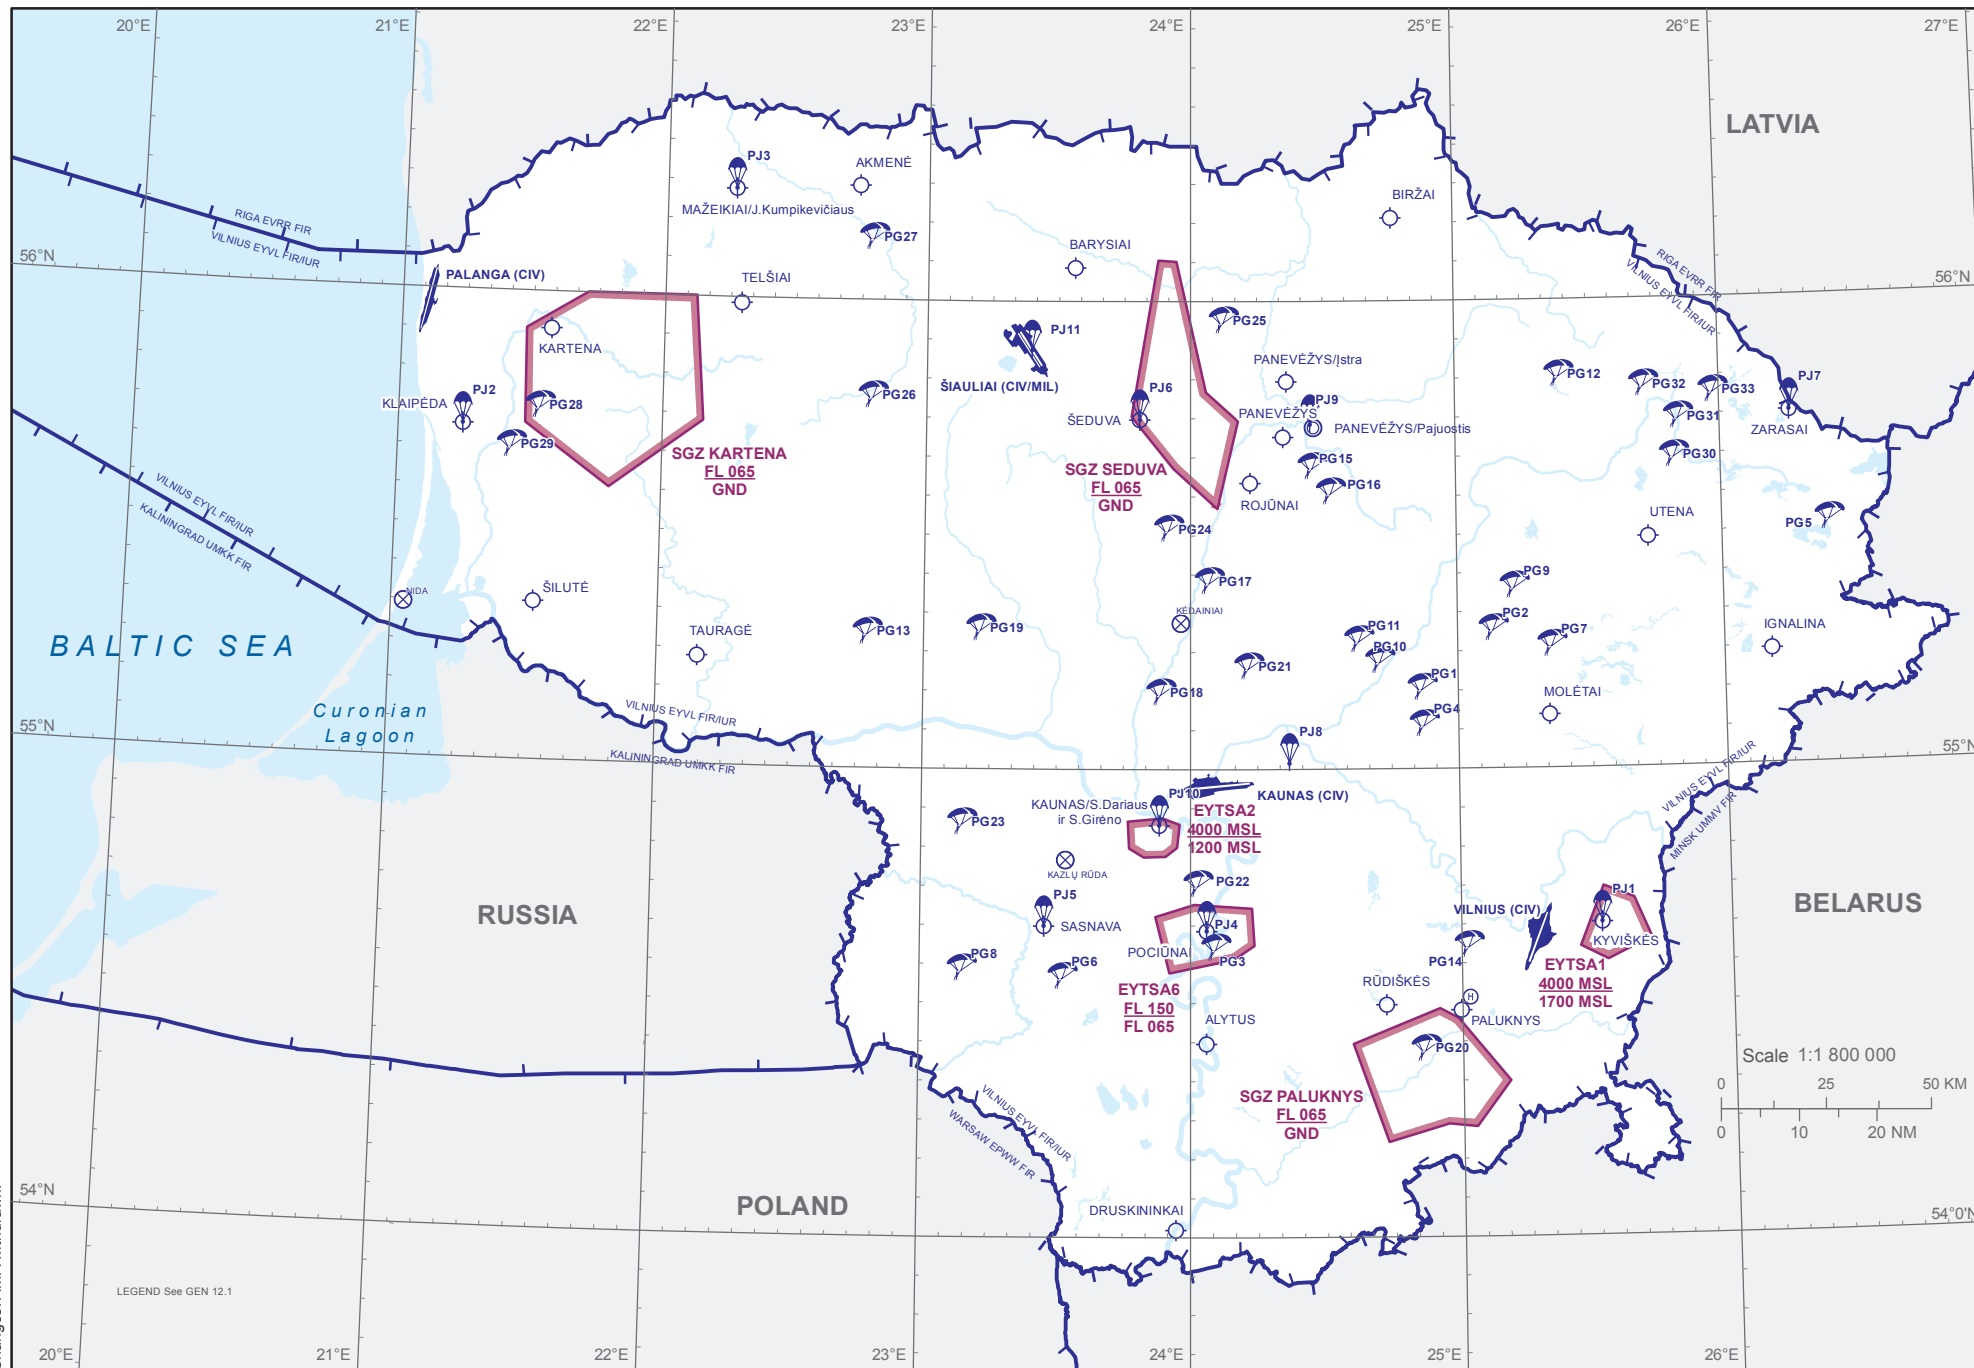 20°E
21°E
22°E
23°E
24°E
25°E
26°E
27°E
LATVIA
PJ3
AKMENĖ
MAŽEIKIAI/J.Kumpikevičiaus
BIRŽAI
RIGA EVRR FIR
VILNIUS EYVL FIR/IUR
PG27
BARYSIAI
56°N
PALANGA (CIV)
TELŠIAI
RIGA EVRR FIR
VILNIUS EYVL FIR/IUR
56°N
KARTENA
PG25
PJ11
ŠIAULIAI (CIV/MIL)
PANEVĖŽYS/Įstra
PG12
PG32
PG33
PJ7
PJ2
KLAIPĖDA
PG28
PG26
PJ6
ŠEDUVA
PJ9
PANEVĖŽYS
PANEVĖŽYS/Pajuostis
PG31
ZARASAI
PG29
SGZ KARTENA
FL 065
GND
SGZ SEDUVA
FL 065
GND
PG15
PG16
PG30
ROJŪNAI
VILNIUS EYVL FIR/IUR
KALININGRAD UMKK FIR
PG24
UTENA
PG5
PG17
PG9
NIDA
ŠILUTĖ
KĖDAINIAI
PG2
BALTIC SEA
TAURAGĖ
PG13
PG19
PG11
PG10
PG7
IGNALINA
PG21
PG1
PG18
MOLĖTAI
Curonian
Lagoon
VILNIUS EYVL FIR/IUR
KALININGRAD UMKK FIR
PG4
55°N
PJ8
55°N
VILNIUS EYVL FIR/IUR
MINSK UMMV FIR
KAUNAS (CIV)
PJ10
KAUNAS/S.Dariaus
ir S.Girėno
EYTSA2
4000 MSL
1200 MSL
PG23
KAZLŲ RŪDA
PG22
PJ5
SASNAVA
RUSSIA
PJ4
POCIŪNAI
PG3
VILNIUS (CIV)
PJ1
KYVIŠKĖS
BELARUS
PG8
PG6
PG14
EYTSA1
4000 MSL
1700 MSL
EYTSA6
FL 150
FL 065
RŪDIŠKĖS
H
PALUKNYS
ALYTUS
PG20
Scale 1:1 800 000
0 25 50 KM
0 10 20 NM
SGZ PALUKNYS
FL 065
GND
VILNIUS EYVL FIR/IUR
WARSAW EPWW FIR
54°N
POLAND
DRUSKININKAI
54°0'N
LEGEND See GEN 12.1
20°E
21°E
22°E
23°E
24°E
25°E
26°E